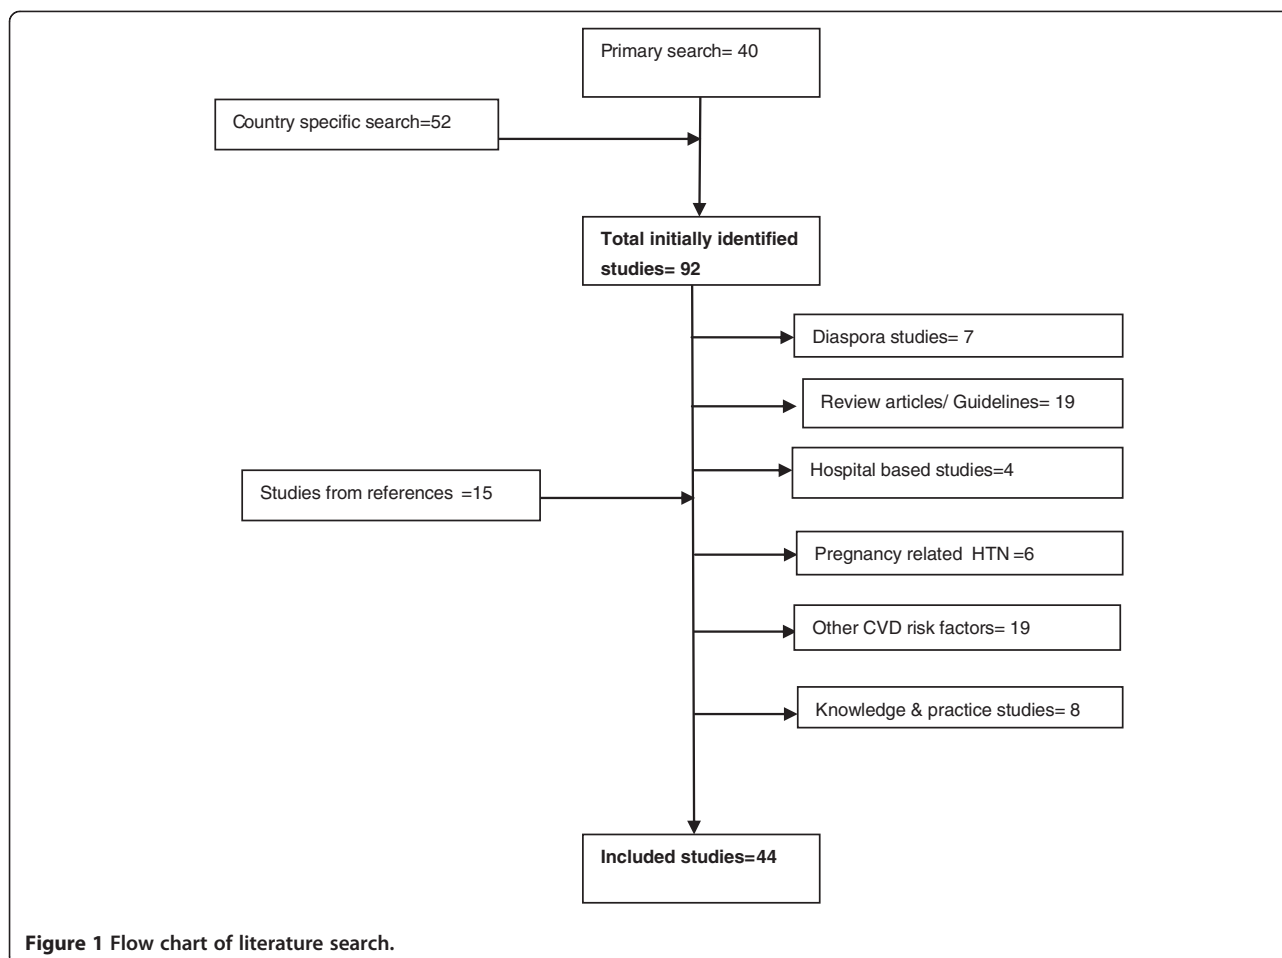 Primary search= 40
Country specific search=52
Total initially identified
studies= 92
Diaspora studies= 7
Review articles/ Guidelines= 19
Hospital based studies=4
Studies from references =15
Pregnancy related HTN =6
Other CVD risk factors= 19
Knowledge & practice studies= 8
Included studies=44
Figure 1 Flow chart of literature search.